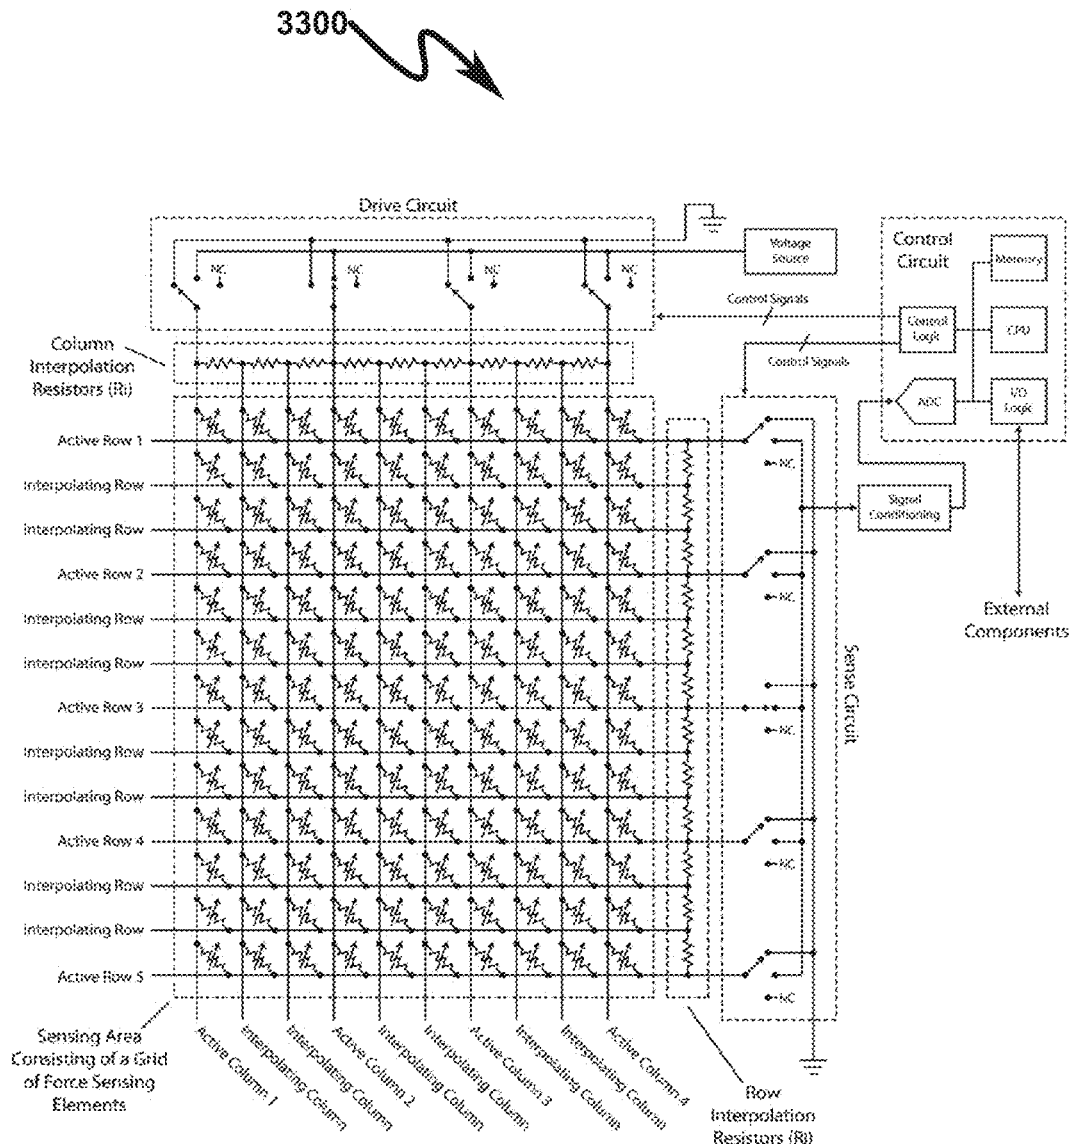 3300
Drive Circuit
NC
NC
NC
NC
Voltage
Source
Control
Circuit
Memory
Control
Logic
CPU
ADC
I/O
Logic
Control Signals
Control Signals
Column
Interpolation
Resistors (Ri)
Active Row 1
Interpolating Row
Interpolating Row
Active Row 2
Interpolating Row
Interpolating Row
Active Row 3
Interpolating Row
Interpolating Row
Active Row 4
Interpolating Row
Interpolating Row
Active Row 5
NC
NC
NC
NC
NC
Signal
Conditioning
External
Components
Sense Circuit
Sensing Area
Consisting of a Grid
of Force Sensing
Elements
Active Column 1
Interpolating Column
Interpolating Column
Active Column 2
Interpolating Column
Interpolating Column
Active Column 3
Interpolating Column
Interpolating Column
Active Column 4
Row
Interpolation
Resistors (Ri)